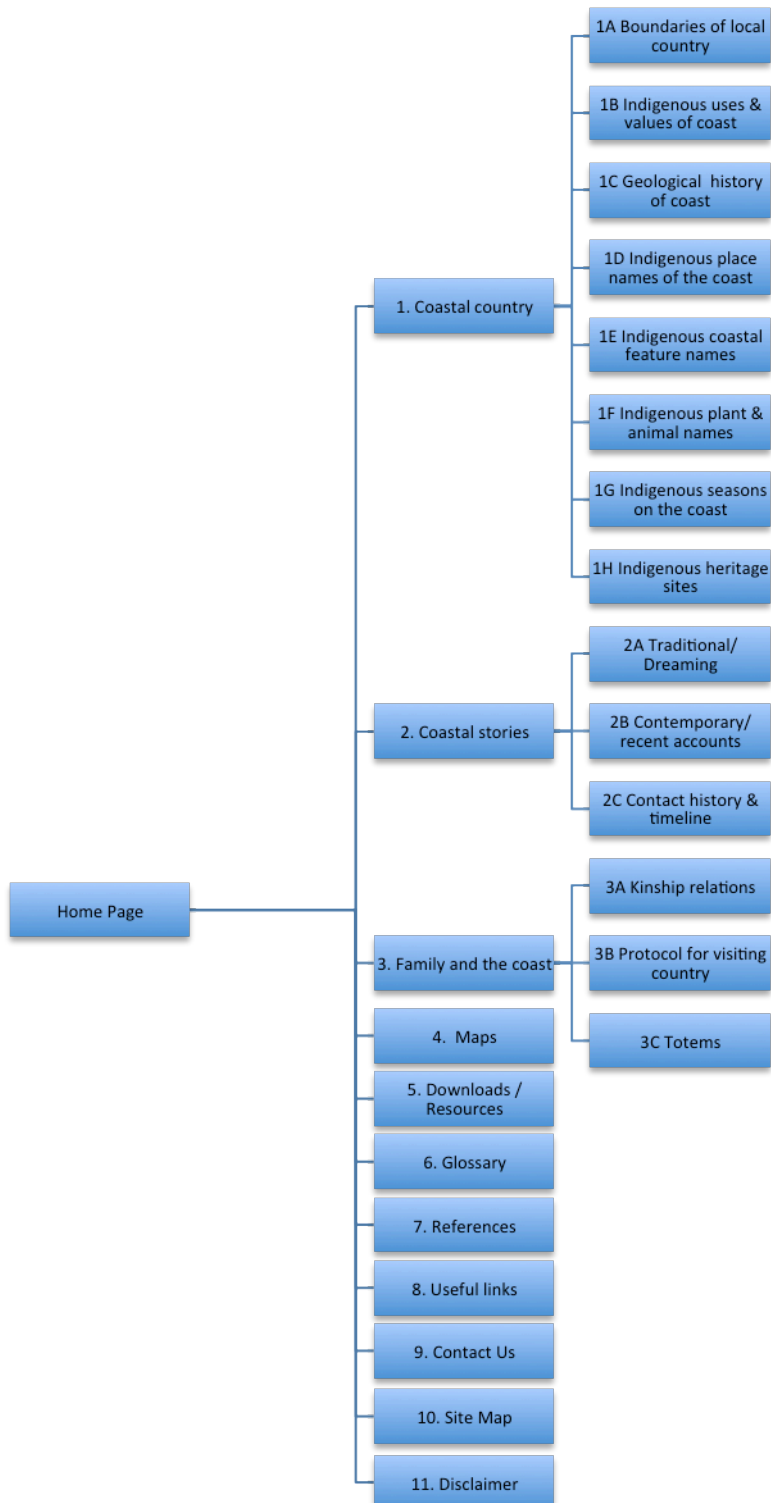 Home Page
1. Coastal country
1A Boundaries of local
country
1B Indigenous uses &
values of coast
1C Geological history
of coast
1D Indigenous place
names of the coast
1E Indigenous coastal
feature names
1F Indigenous plant &
animal names
1G Indigenous seasons
on the coast
1H Indigenous heritage
sites
2. Coastal stories
2A Traditional/
Dreaming
2B Contemporary/
recent accounts
2C Contact history &
timeline
3. Family and the coast
3A Kinship relations
3B Protocol for visiting
country
3C Totems
4. Maps
5. Downloads /
Resources
6. Glossary
7. References
8. Useful links
9. Contact Us
10. Site Map
11. Disclaimer